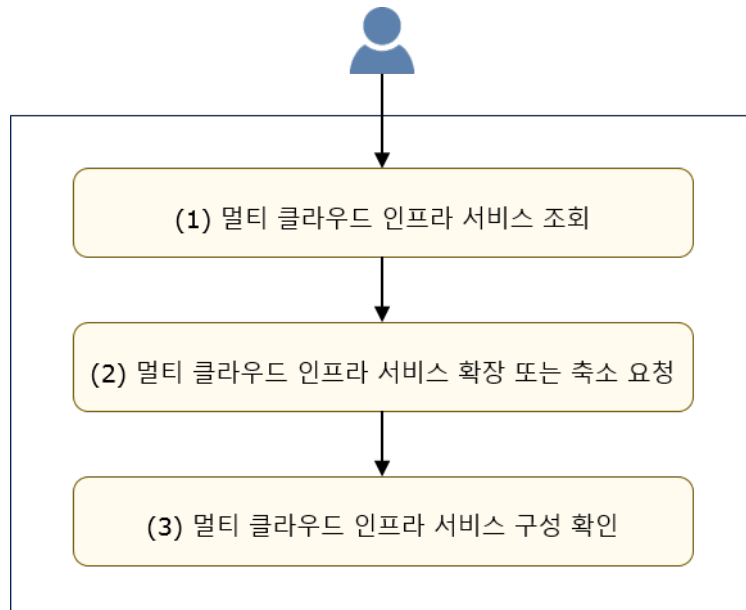 (1) 멀티 클라우드 인프라 서비스 조회
(2) 멀티 클라우드 인프라 서비스 확장 또는 축소 요청
(3) 멀티 클라우드 인프라 서비스 구성 확인